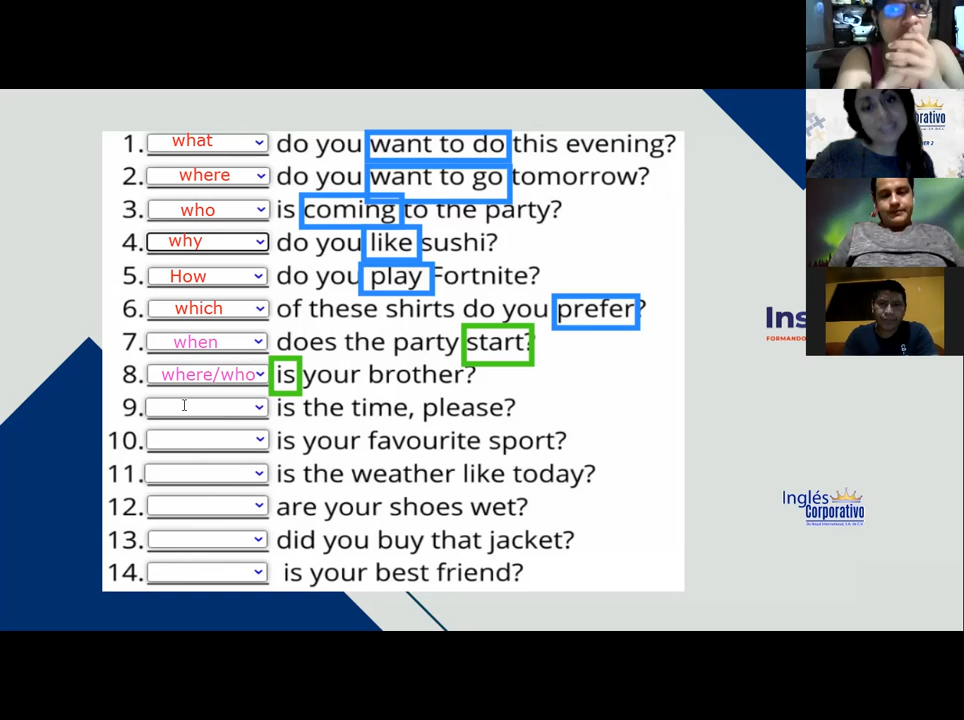 1. what do you want to do this evening?
2. where do you want to go tomorrow?
3. who is coming to the party?
4. why do you like sushi?
5. How do you play Fortnite?
6. which of these shirts do you prefer?
7. when does the party start?
8. where/who is your brother?
9. is the time, please?
10. is your favourite sport?
11. is the weather like today?
12. are your shoes wet?
13. did you buy that jacket?
14. is your best friend?
Ins
FORMANDO
Inglés
Corporativo